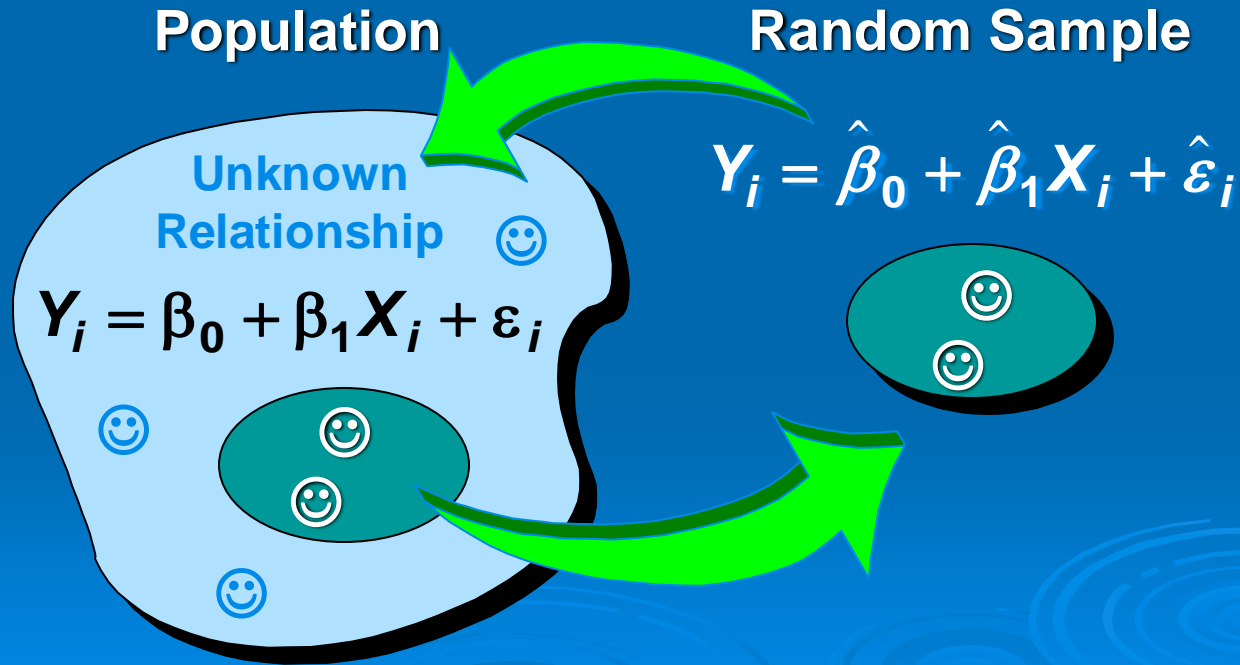 Population
Random Sample
Unknown
Relationship
Yᵢ = β₀ + β₁Xᵢ + εᵢ
Yᵢ = β̂₀ + β̂₁Xᵢ + ε̂ᵢ